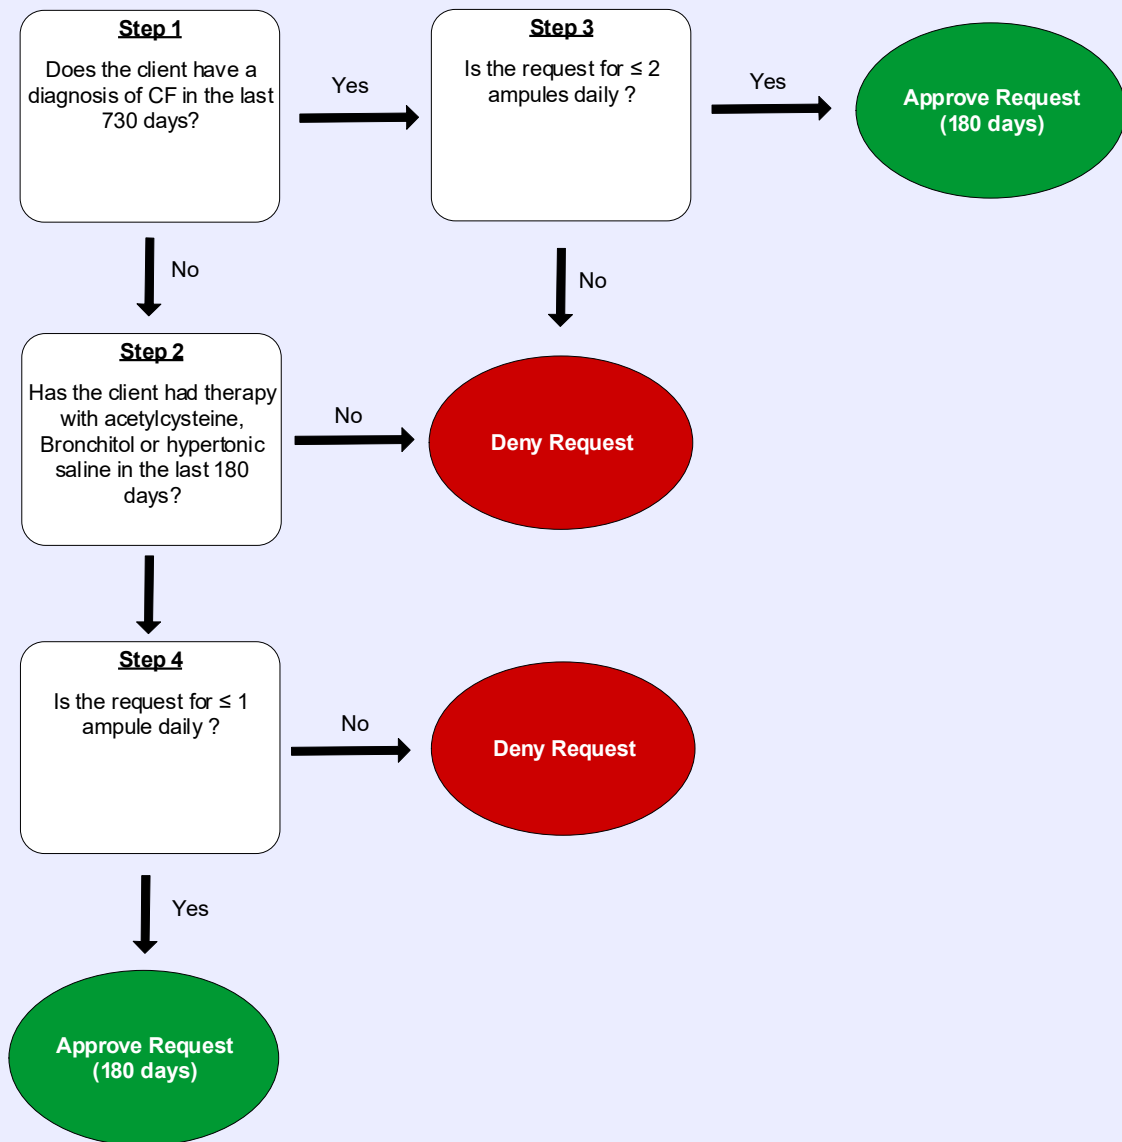 Step 1
Does the client have a
diagnosis of CF in the last
730 days?
Yes
Step 3
Is the request for ≤ 2
ampules daily ?
Yes
Approve Request
(180 days)
No
No
Step 2
Has the client had therapy
with acetylcysteine,
Bronchitol or hypertonic
saline in the last 180
days?
No
Deny Request
Step 4
Is the request for ≤ 1
ampule daily ?
No
Deny Request
Yes
Approve Request
(180 days)